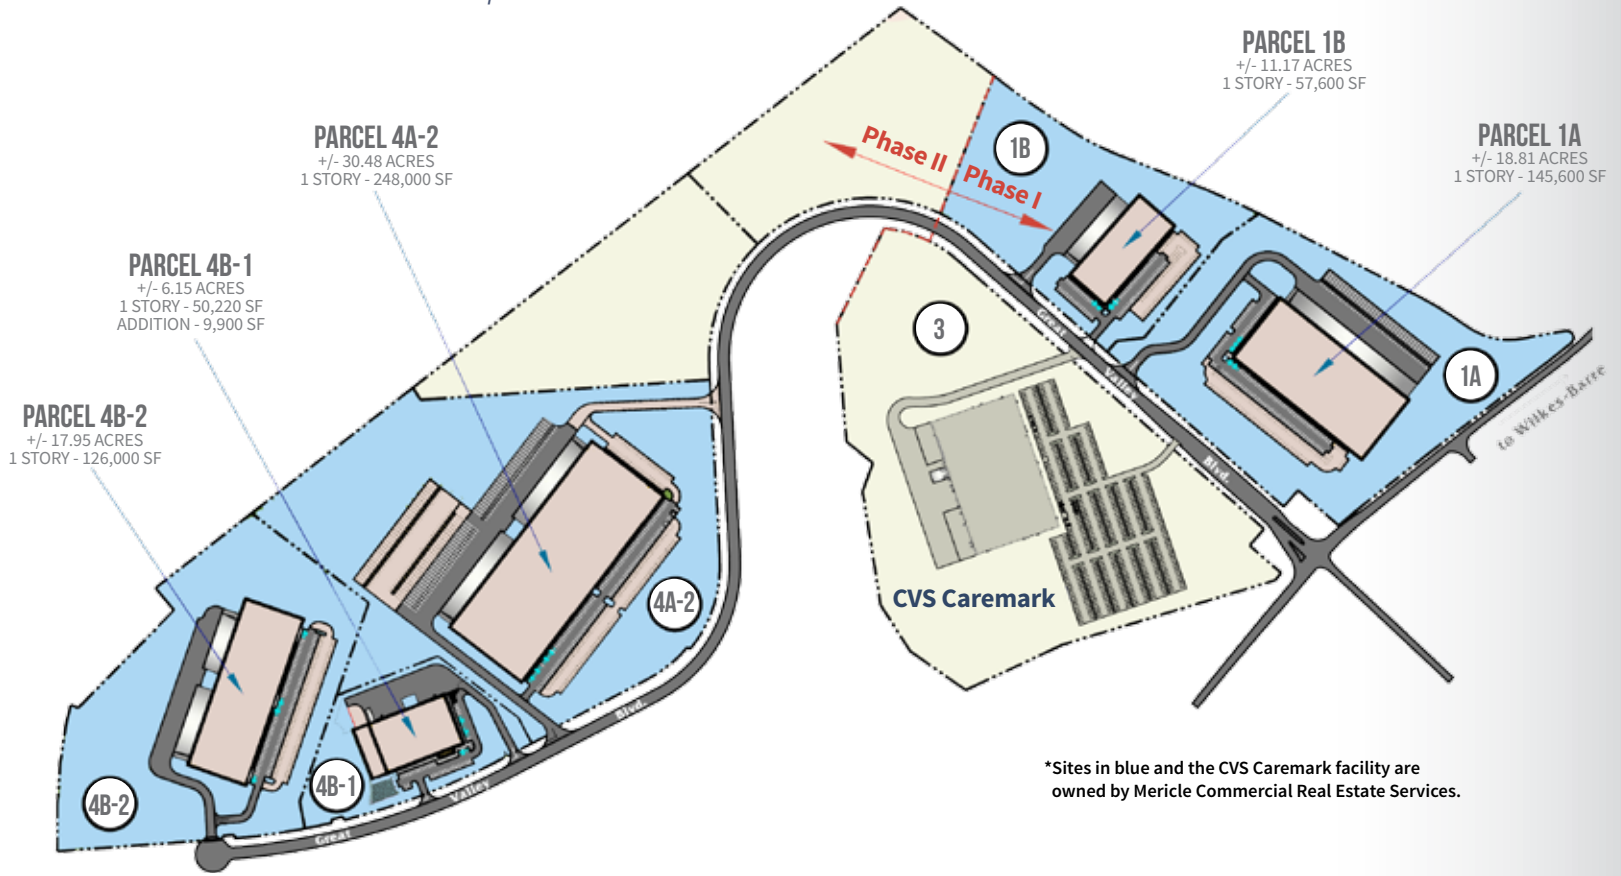 PARCEL 1B
+/- 11.17 ACRES
1 STORY - 57,600 SF
PARCEL 1A
+/- 18.81 ACRES
1 STORY - 145,600 SF
PARCEL 4A-2
+/- 30.48 ACRES
1 STORY - 248,000 SF
PARCEL 4B-1
+/- 6.15 ACRES
1 STORY - 50,220 SF
ADDITION - 9,900 SF
PARCEL 4B-2
+/- 17.95 ACRES
1 STORY - 126,000 SF
Phase II
Phase I
1B
3
1A
4A-2
4B-1
4B-2
Great
Valley
Blvd.
to Wilkes-Barre
CVS Caremark
Great
Valley
Blvd.
*Sites in blue and the CVS Caremark facility are
owned by Mericle Commercial Real Estate Services.